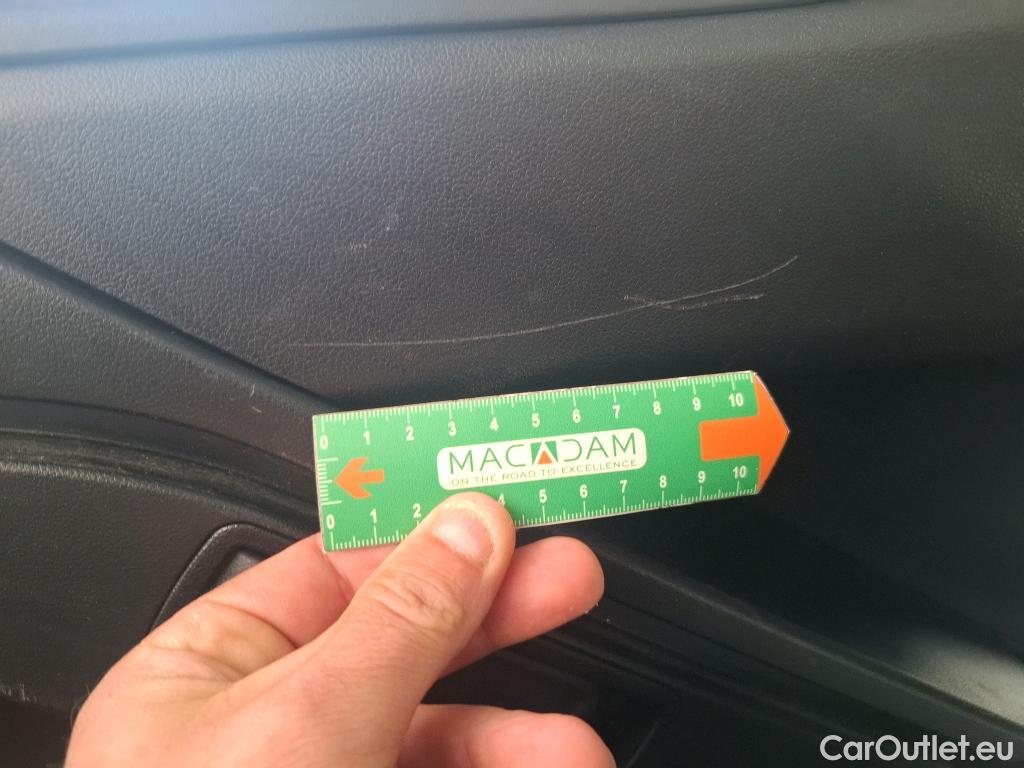 0 1 2 3 4 5 6 7 8 9 10
MACADAM
ON THE ROAD TO EXCELLENCE
0 1 2 4 5 6 7 8 9 10
CarOutlet.eu